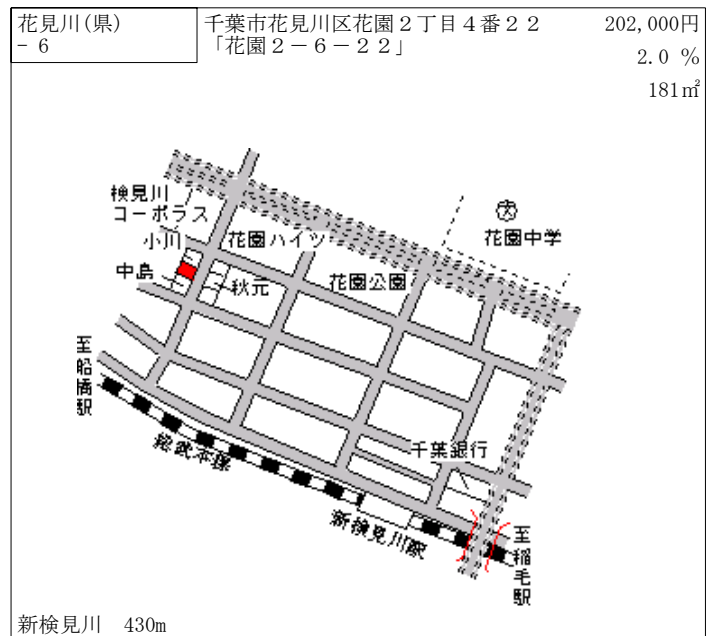 花見川(県)
－6
千葉市花見川区花園２丁目４番２２
「花園２－６－２２」
202,000円
2.0 %
181㎡
検見川
コーポラス
小川
花園ハイツ
花園中学
中島
秋元
花園公園
至船橋駅
千葉銀行
総武本線
新検見川駅
至稲毛駅
新検見川　430m